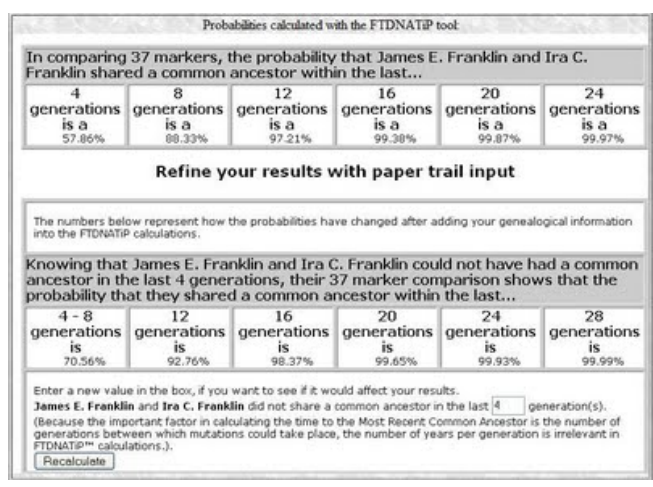 Probabilities calculated with the FTDNATiP tool:
In comparing 37 markers, the probability that James E. Franklin and Ira C.
Franklin shared a common ancestor within the last...
4 8 12 16 20 24
generations generations generations generations generations generations
is a is a is a is a is a is a
57.86% 88.33% 97.21% 99.38% 99.87% 99.97%
Refine your results with paper trail input
The numbers below represent how the probabilities have changed after adding your genealogical information
into the FTDNATiP calculations.
Knowing that James E. Franklin and Ira C. Franklin could not have had a common
ancestor in the last 4 generations, their 37 marker comparison shows that the
probability that they shared a common ancestor within the last...
4 - 8 12 16 20 24 28
generations generations generations generations generations generations
is is is is is is
70.56% 92.76% 98.37% 99.65% 99.93% 99.99%
Enter a new value in the box, if you want to see if it would affect your results.
James E. Franklin and Ira C. Franklin did not share a common ancestor in the last 4 generation(s).
(Because the important factor in calculating the time to the Most Recent Common Ancestor is the number of
generations between which mutations could take place, the number of years per generation is irrelevant in
FTDNATiP™ calculations.).
Recalculate